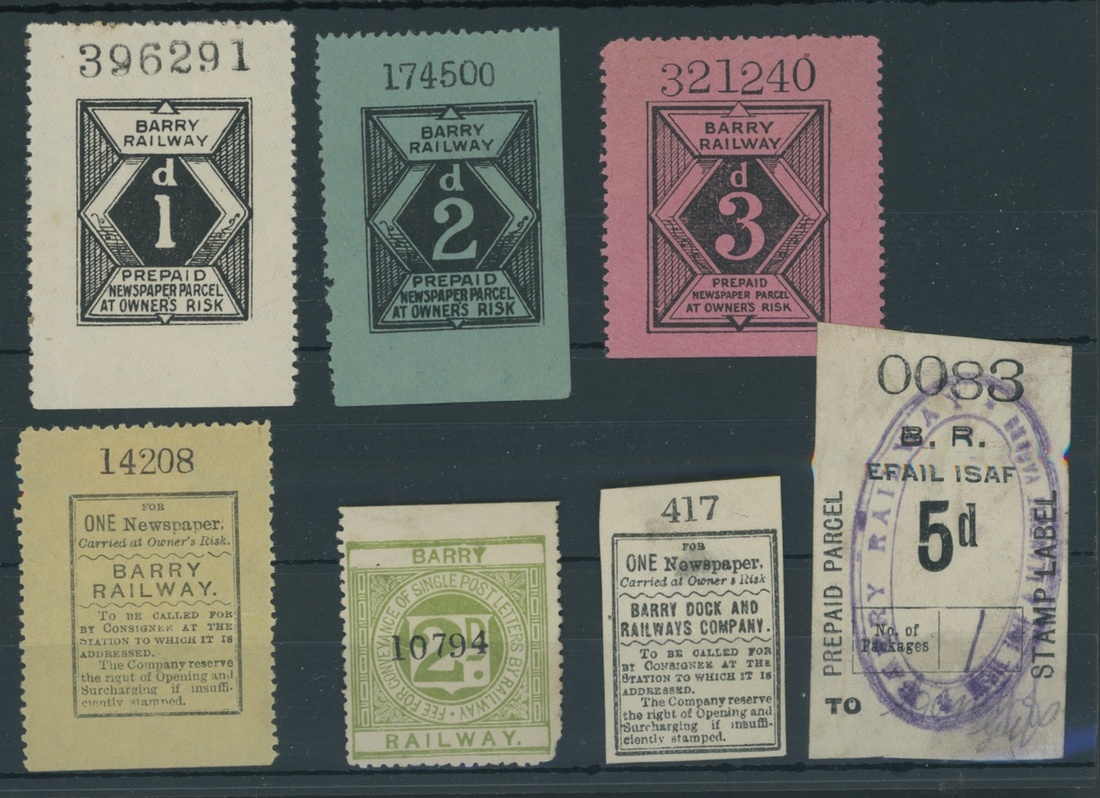 396291
BARRY
RAILWAY
d
1
PREPAID
NEWSPAPER PARCEL
AT OWNER'S RISK
174500
BARRY
RAILWAY
d
2
PREPAID
NEWSPAPER PARCEL
AT OWNER'S RISK
321240
BARRY
RAILWAY
d
3
PREPAID
NEWSPAPER PARCEL
AT OWNER'S RISK
14208
FOR
ONE Newspaper.
Carried at Owner's Risk.
BARRY
RAILWAY.
TO BE CALLED FOR
BY CONSIGNEE AT THE
STATION TO WHICH IT IS
ADDRESSED.
The Company reserve
the right of Opening and
Surcharging if insuffi-
ciently stamped.
BARRY
FEE FOR CONVEYANCE OF SINGLE POST LETTERS BY RAILWAY
10794
2D.
RAILWAY.
417
FOR
ONE Newspaper.
Carried at Owner's Risk
BARRY DOCK AND
RAILWAYS COMPANY.
TO BE CALLED FOR
BY CONSIGNEE AT THE
STATION TO WHICH IT IS
ADDRESSED.
The Company reserve
the right of Opening and
Surcharging if insuffi-
ciently stamped.
0083
B. R.
EFAIL ISAF
5d
PREPAID PARCEL
STAMP LABEL
No. of
Packages
1
TO
BARRY RAILWAY